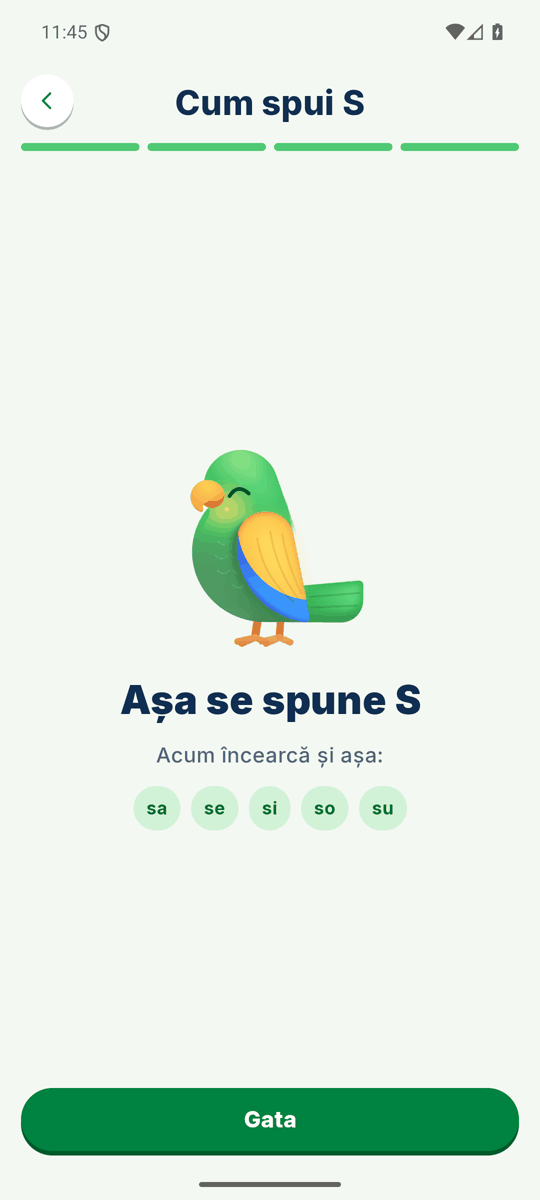 11:45
Cum spui S
Așa se spune S
Acum încearcă și așa:
sa se si so su
Gata